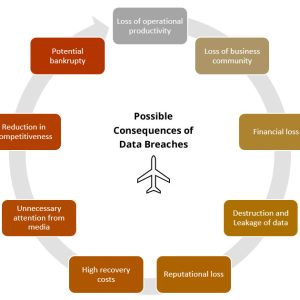 Loss of operational
productivity
Loss of business
community
Financial loss
Destruction and
Leakage of data
Reputational loss
High recovery
costs
Unnecessary
attention from
media
Reduction in
ompetitiveness
Potential
bankrupty
Possible
Consequences of
Data Breaches